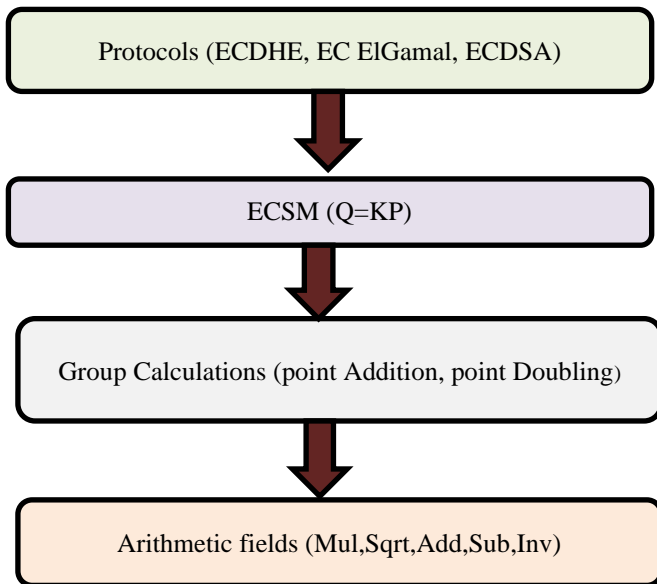 Protocols (ECDHE, EC ElGamal, ECDSA)
ECSM (Q=KP)
Group Calculations (point Addition, point Doubling)
Arithmetic fields (Mul,Sqrt,Add,Sub,Inv)